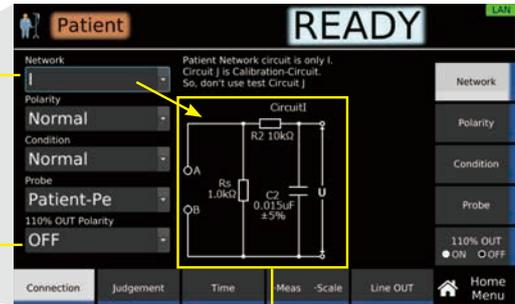 LAN
Patient
READY
Network
I
Polarity
Normal
Condition
Normal
Probe
Patient-Pe
110% OUT Polarity
OFF
Patient Network circuit is only I.
Circuit J is Calibration-Circuit.
So, don't use test Circuit J
CircuitI
R2 10kΩ
A
Rs
1.0kΩ
C2
0.015uF
±5%
U
B
Network
Polarity
Condition
Probe
110% OUT
ON OFF
Connection
Judgement
Time
-Meas
-Scale
Line OUT
Home
Menu